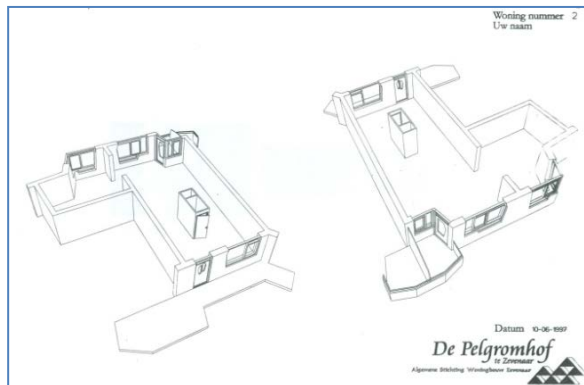 Woning nummer 2
Uw naam
Datum 10-06-1997
De Pelgromhof
te Zevenaar
Algemene Stichting Woningbouw Zevenaar